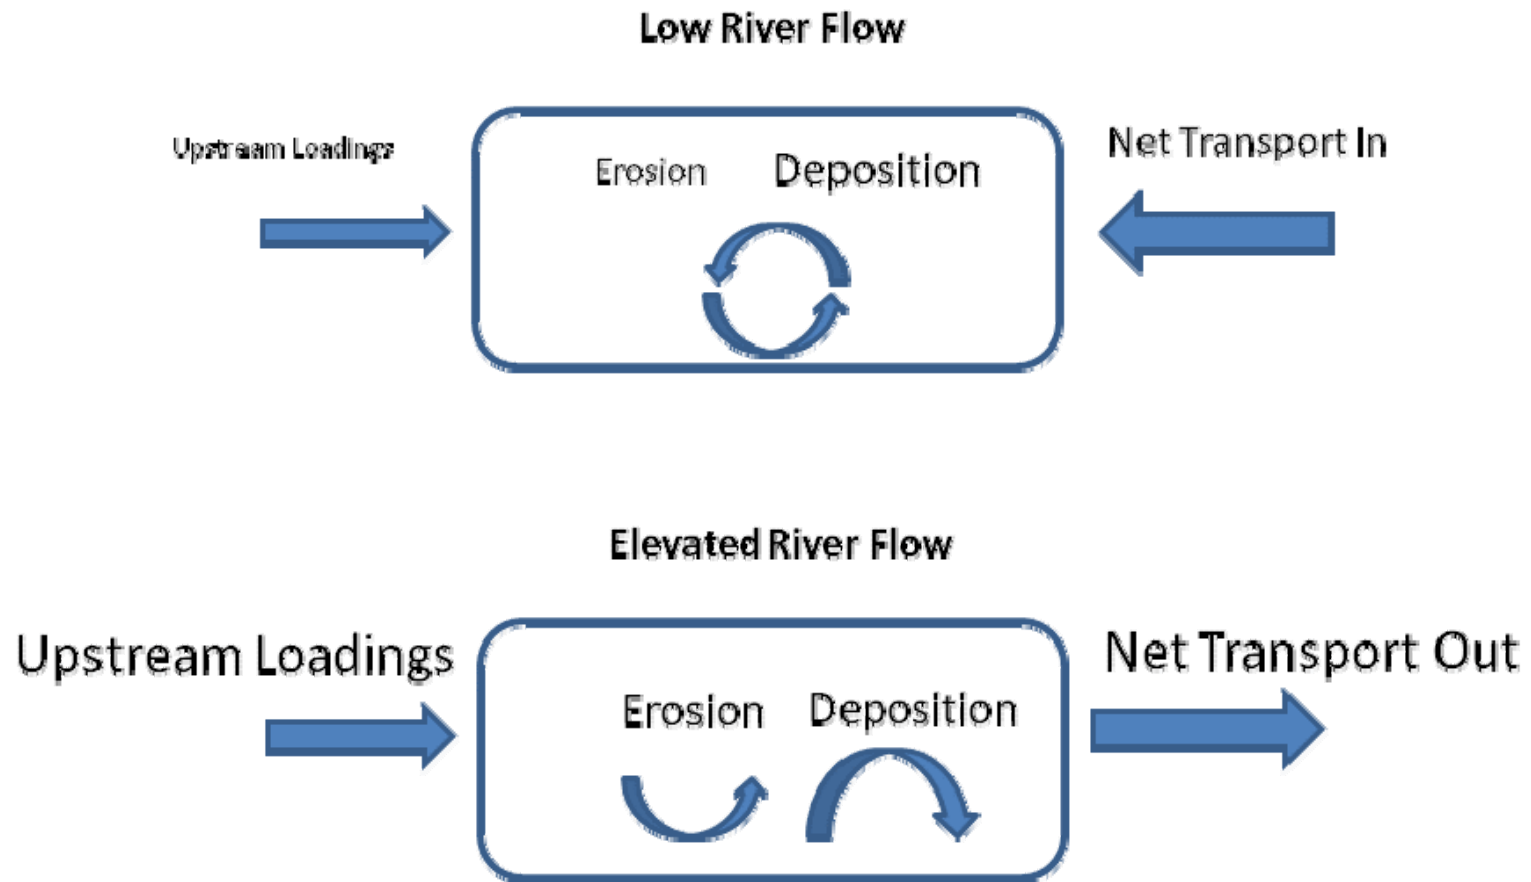 Low River Flow
Upstream Loadings
Erosion
Deposition
Net Transport In
Elevated River Flow
Upstream Loadings
Erosion
Deposition
Net Transport Out